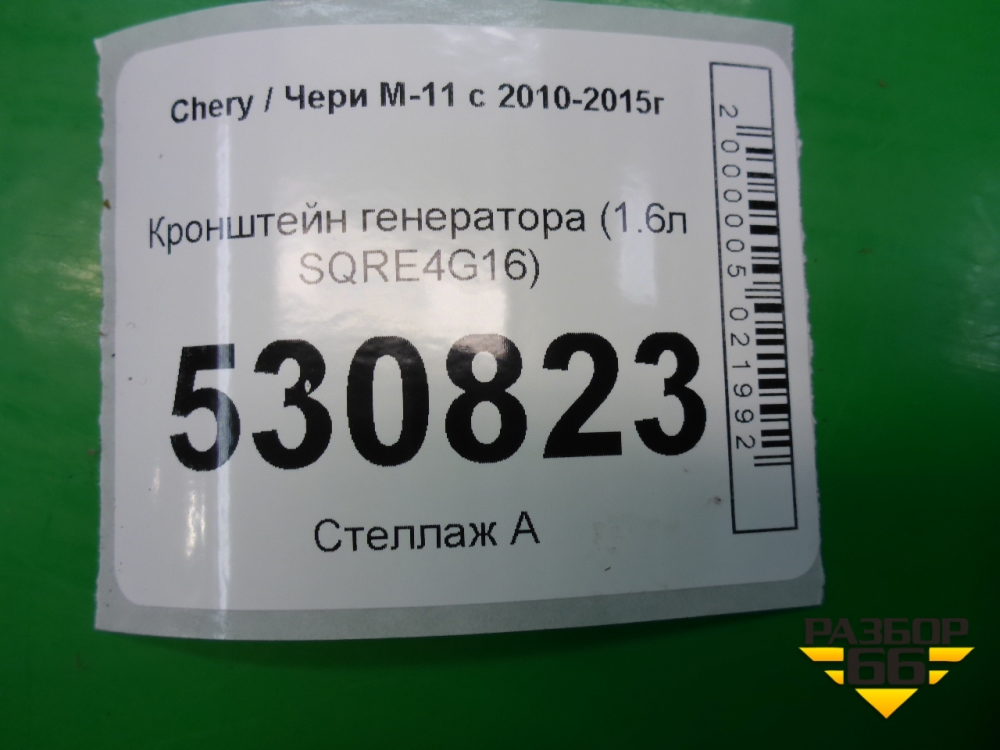 Chery / Чери М-11 с 2010-2015г
Кронштейн генератора (1.6л
SQRE4G16)
530823
Стеллаж А
2000005021992
РАЗБОР
66